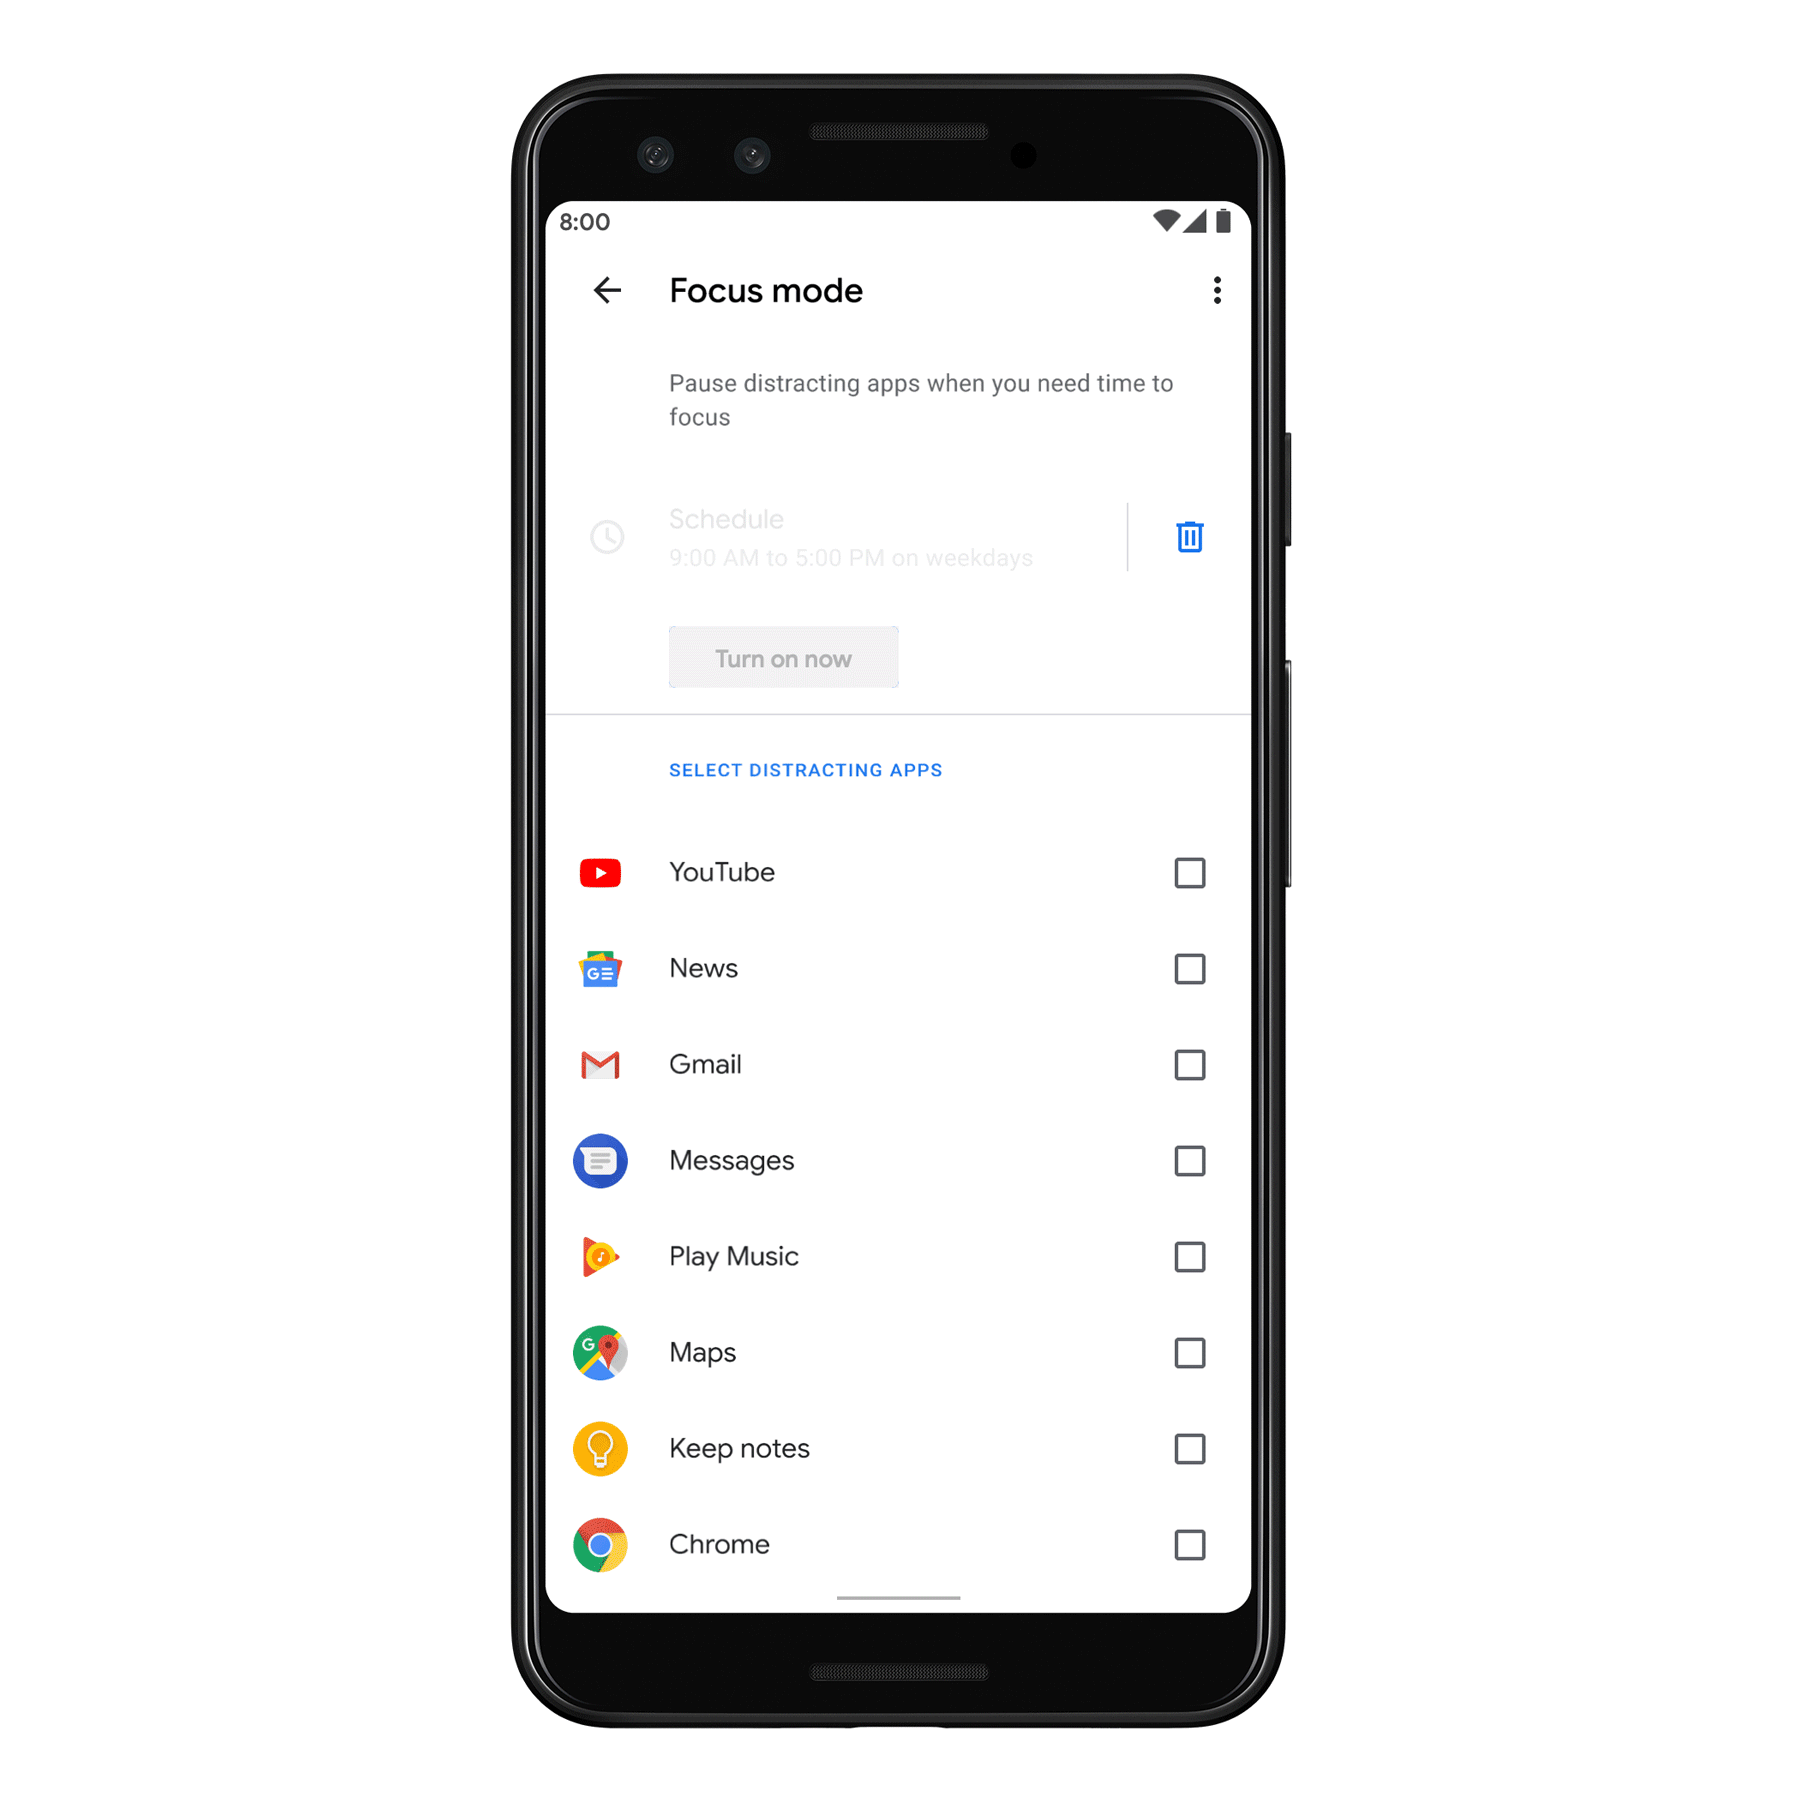 8:00
Focus mode
Pause distracting apps when you need time to
focus
Schedule
9:00 AM to 5:00 PM on weekdays
Turn on now
SELECT DISTRACTING APPS
YouTube
News
Gmail
Messages
Play Music
Maps
Keep notes
Chrome